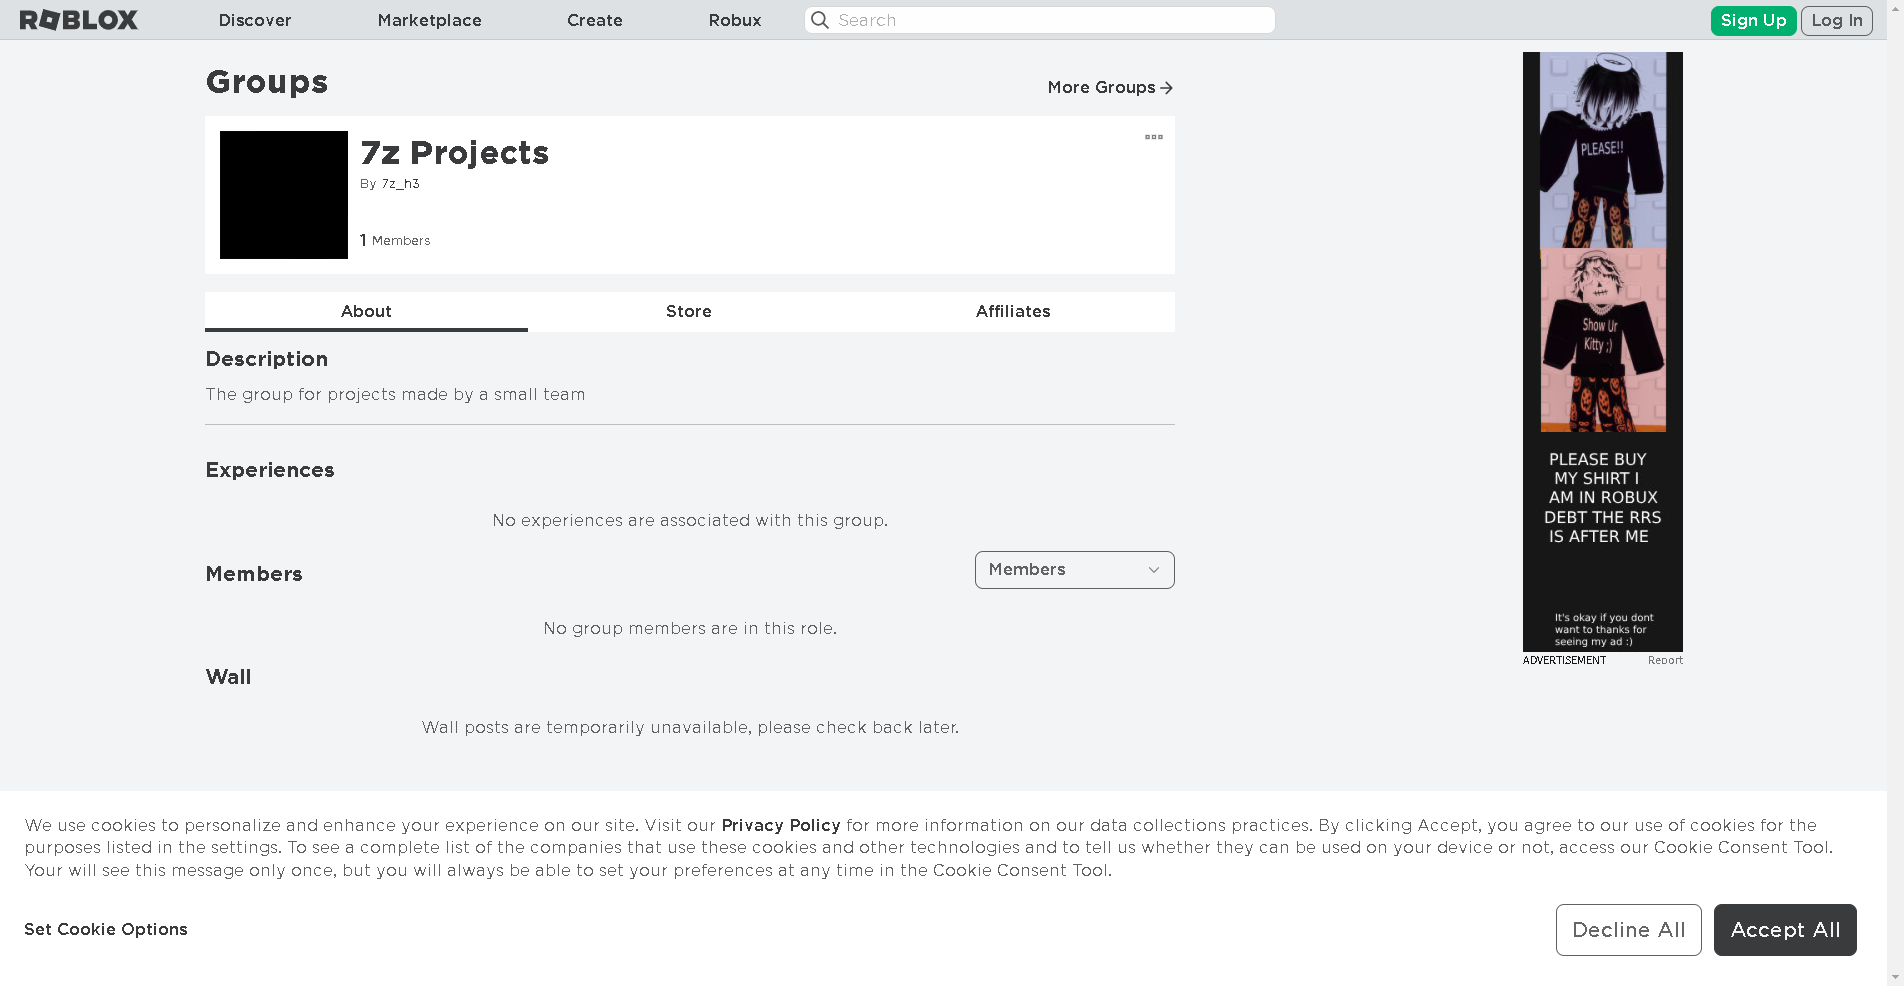 ROBLOX Discover Marketplace Create Robux Search Sign Up Log In
Groups
More Groups
7z Projects
By 7z_h3
1 Members
About Store Affiliates
Description
The group for projects made by a small team
Experiences
No experiences are associated with this group.
Members
Members
No group members are in this role.
Wall
Wall posts are temporarily unavailable, please check back later.
PLEASE!!
Show Ur
Kitty ;)
PLEASE BUY
MY SHIRT I
AM IN ROBUX
DEBT THE RRS
IS AFTER ME
It's okay if you dont
want to thanks for
seeing my ad :)
ADVERTISEMENT Report
We use cookies to personalize and enhance your experience on our site. Visit our Privacy Policy for more information on our data collections practices. By clicking Accept, you agree to our use of cookies for the
purposes listed in the settings. To see a complete list of the companies that use these cookies and other technologies and to tell us whether they can be used on your device or not, access our Cookie Consent Tool.
Your will see this message only once, but you will always be able to set your preferences at any time in the Cookie Consent Tool.
Set Cookie Options
Decline All
Accept All